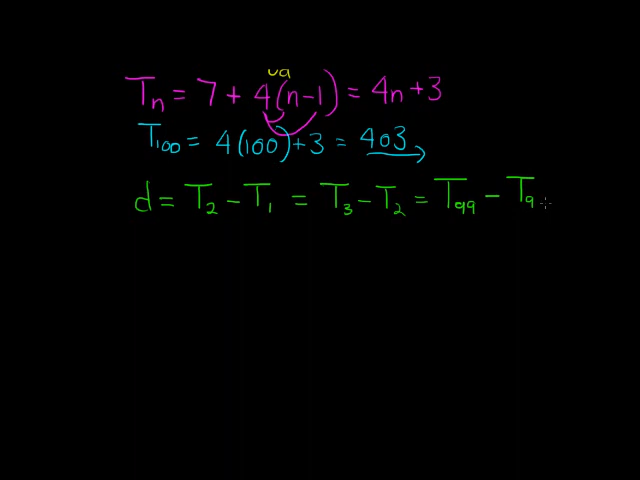 Tₙ = 7 + 4(n-1) = 4n+3
T₁₀₀ = 4(100)+3 = 403
d = T₂ - T₁ = T₃ - T₂ = T₉₉ - T₉